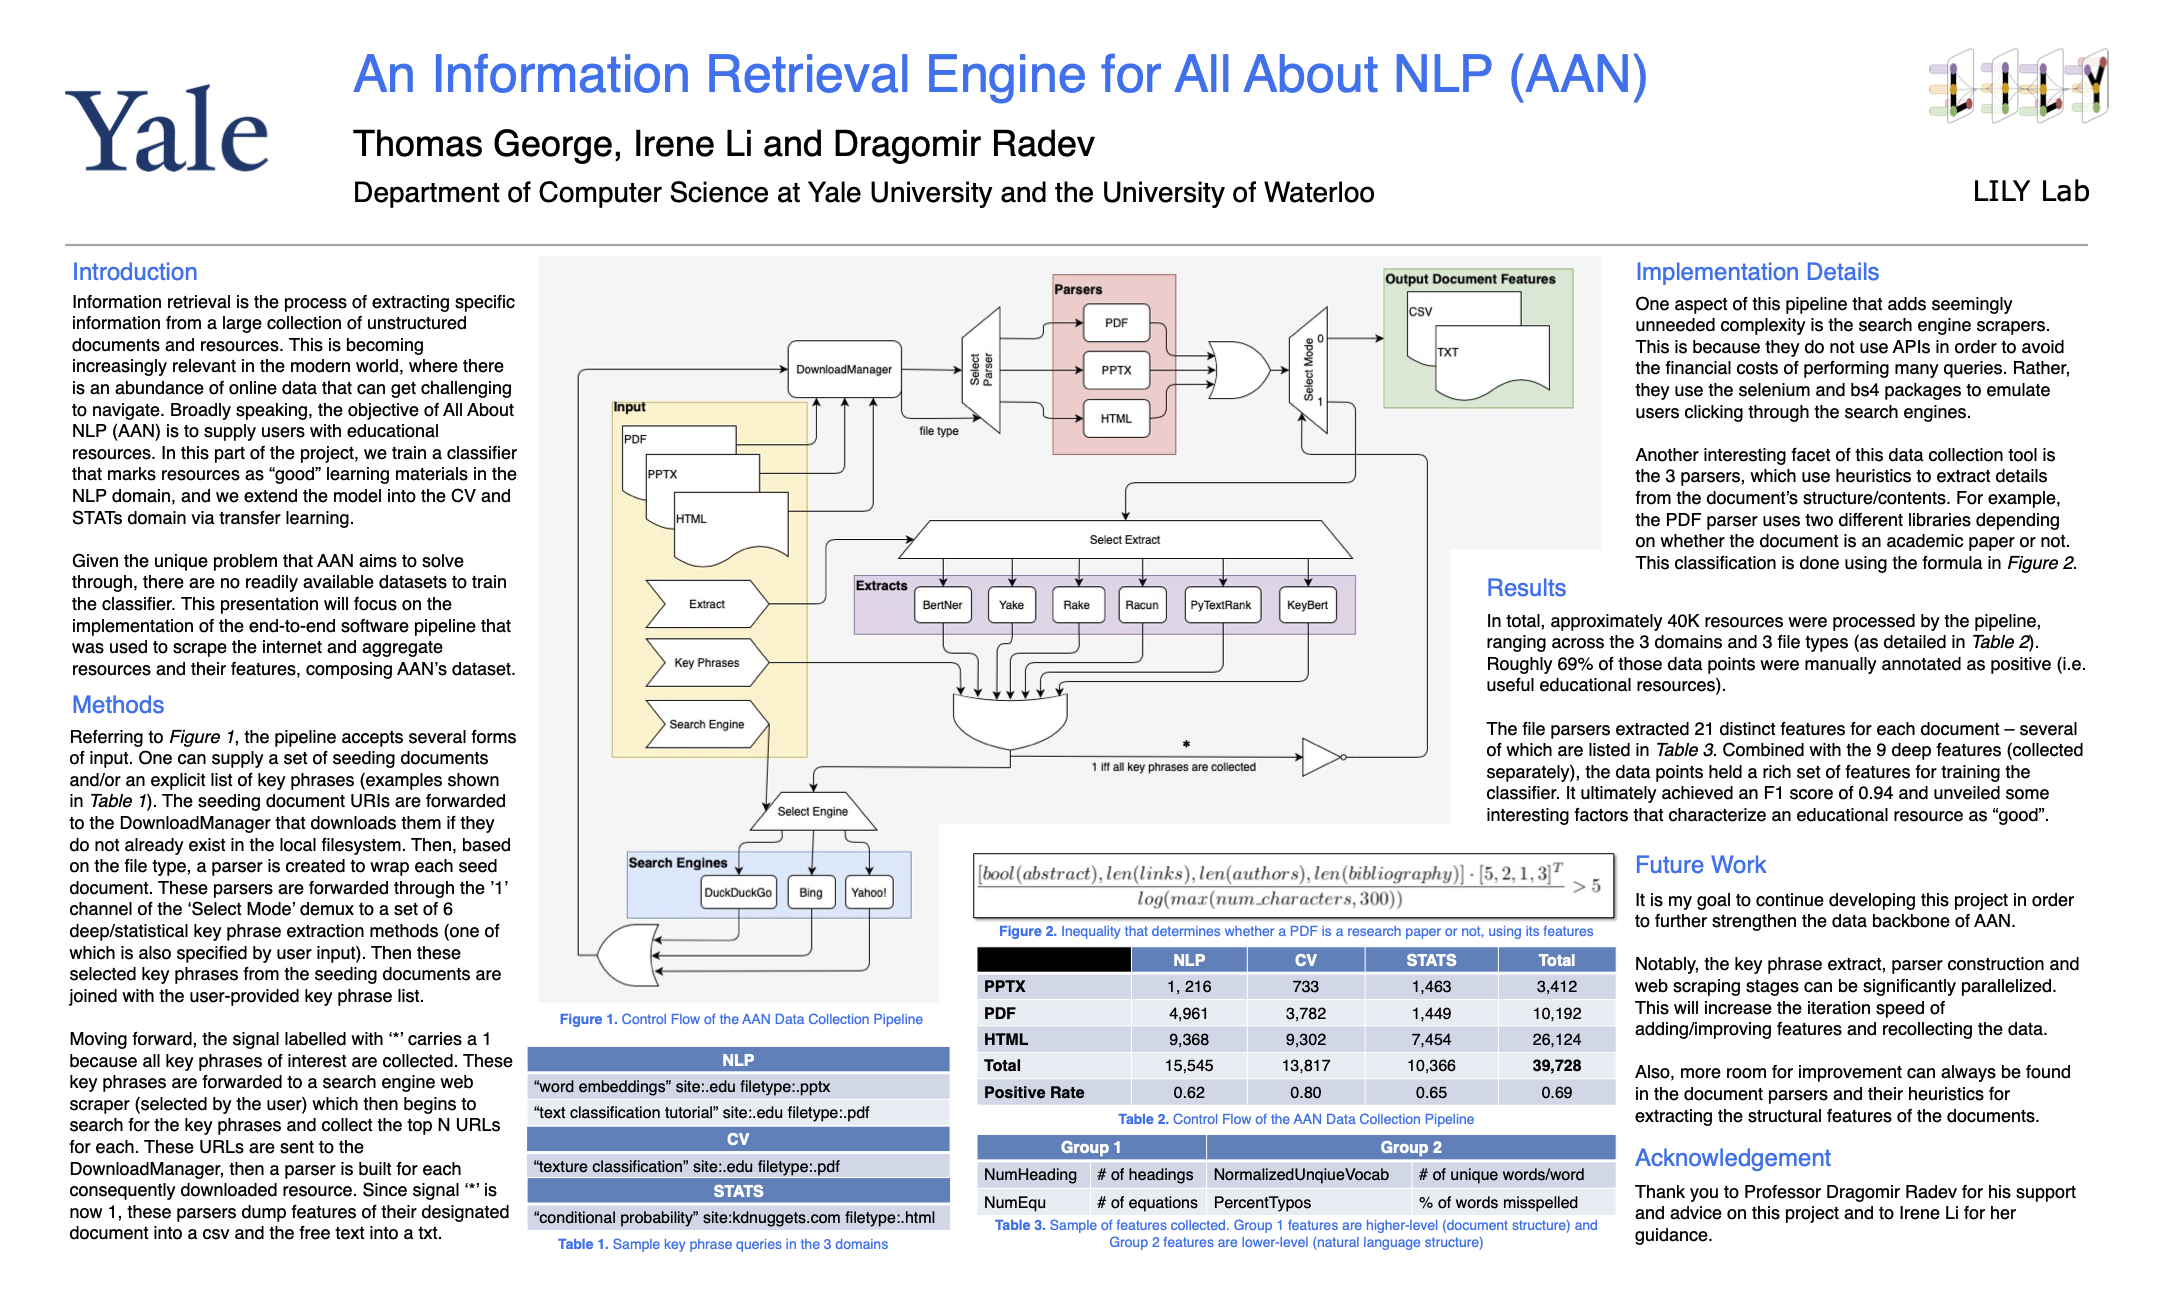 Yale
An Information Retrieval Engine for All About NLP (AAN)
Thomas George, Irene Li and Dragomir Radev
Department of Computer Science at Yale University and the University of Waterloo
LILY
LILY Lab
Introduction
Information retrieval is the process of extracting specific
information from a large collection of unstructured
documents and resources. This is becoming
increasingly relevant in the modern world, where there
is an abundance of online data that can get challenging
to navigate. Broadly speaking, the objective of All About
NLP (AAN) is to supply users with educational
resources. In this part of the project, we train a classifier
that marks resources as “good” learning materials in the
NLP domain, and we extend the model into the CV and
STATs domain via transfer learning.
Given the unique problem that AAN aims to solve
through, there are no readily available datasets to train
the classifier. This presentation will focus on the
implementation of the end-to-end software pipeline that
was used to scrape the internet and aggregate
resources and their features, composing AAN’s dataset.
Methods
Referring to Figure 1, the pipeline accepts several forms
of input. One can supply a set of seeding documents
and/or an explicit list of key phrases (examples shown
in Table 1). The seeding document URIs are forwarded
to the DownloadManager that downloads them if they
do not already exist in the local filesystem. Then, based
on the file type, a parser is created to wrap each seed
document. These parsers are forwarded through the ’1’
channel of the ‘Select Mode’ demux to a set of 6
deep/statistical key phrase extraction methods (one of
which is also specified by user input). Then these
selected key phrases from the seeding documents are
joined with the user-provided key phrase list.
Moving forward, the signal labelled with ‘*’ carries a 1
because all key phrases of interest are collected. These
key phrases are forwarded to a search engine web
scraper (selected by the user) which then begins to
search for the key phrases and collect the top N URLs
for each. These URLs are sent to the
DownloadManager, then a parser is built for each
consequently downloaded resource. Since signal ‘*’ is
now 1, these parsers dump features of their designated
document into a csv and the free text into a txt.
Input
PDF
PPTX
HTML
Extract
Key Phrases
Search Engine
DownloadManager
file type
Select Parser
Parsers
PDF
PPTX
HTML
Select Mode
0
1
Output Document Features
CSV
TXT
Select Extract
Extracts
BertNer
Yake
Rake
Racun
PyTextRank
KeyBert
*
1 iff all key phrases are collected
Select Engine
Search Engines
DuckDuckGo
Bing
Yahoo!
Figure 1. Control Flow of the AAN Data Collection Pipeline
NLP
“word embeddings” site:.edu filetype:.pptx
“text classification tutorial” site:.edu filetype:.pdf
CV
“texture classification” site:.edu filetype:.pdf
STATS
“conditional probability” site:kdnuggets.com filetype:.html
Table 1. Sample key phrase queries in the 3 domains
[bool(abstract), len(links), len(authors), len(bibliography)] · [5, 2, 1, 3]^T
log(max(num_characters, 300))
> 5
Figure 2. Inequality that determines whether a PDF is a research paper or not, using its features
NLP CV STATS Total
PPTX 1, 216 733 1,463 3,412
PDF 4,961 3,782 1,449 10,192
HTML 9,368 9,302 7,454 26,124
Total 15,545 13,817 10,366 39,728
Positive Rate 0.62 0.80 0.65 0.69
Table 2. Control Flow of the AAN Data Collection Pipeline
Group 1 Group 2
NumHeading # of headings NormalizedUnqiueVocab # of unique words/word
NumEqu # of equations PercentTypos % of words misspelled
Table 3. Sample of features collected. Group 1 features are higher-level (document structure) and
Group 2 features are lower-level (natural language structure)
Implementation Details
One aspect of this pipeline that adds seemingly
unneeded complexity is the search engine scrapers.
This is because they do not use APIs in order to avoid
the financial costs of performing many queries. Rather,
they use the selenium and bs4 packages to emulate
users clicking through the search engines.
Another interesting facet of this data collection tool is
the 3 parsers, which use heuristics to extract details
from the document’s structure/contents. For example,
the PDF parser uses two different libraries depending
on whether the document is an academic paper or not.
This classification is done using the formula in Figure 2.
Results
In total, approximately 40K resources were processed by the pipeline,
ranging across the 3 domains and 3 file types (as detailed in Table 2).
Roughly 69% of those data points were manually annotated as positive (i.e.
useful educational resources).
The file parsers extracted 21 distinct features for each document – several
of which are listed in Table 3. Combined with the 9 deep features (collected
separately), the data points held a rich set of features for training the
classifier. It ultimately achieved an F1 score of 0.94 and unveiled some
interesting factors that characterize an educational resource as “good”.
Future Work
It is my goal to continue developing this project in order
to further strengthen the data backbone of AAN.
Notably, the key phrase extract, parser construction and
web scraping stages can be significantly parallelized.
This will increase the iteration speed of
adding/improving features and recollecting the data.
Also, more room for improvement can always be found
in the document parsers and their heuristics for
extracting the structural features of the documents.
Acknowledgement
Thank you to Professor Dragomir Radev for his support
and advice on this project and to Irene Li for her
guidance.